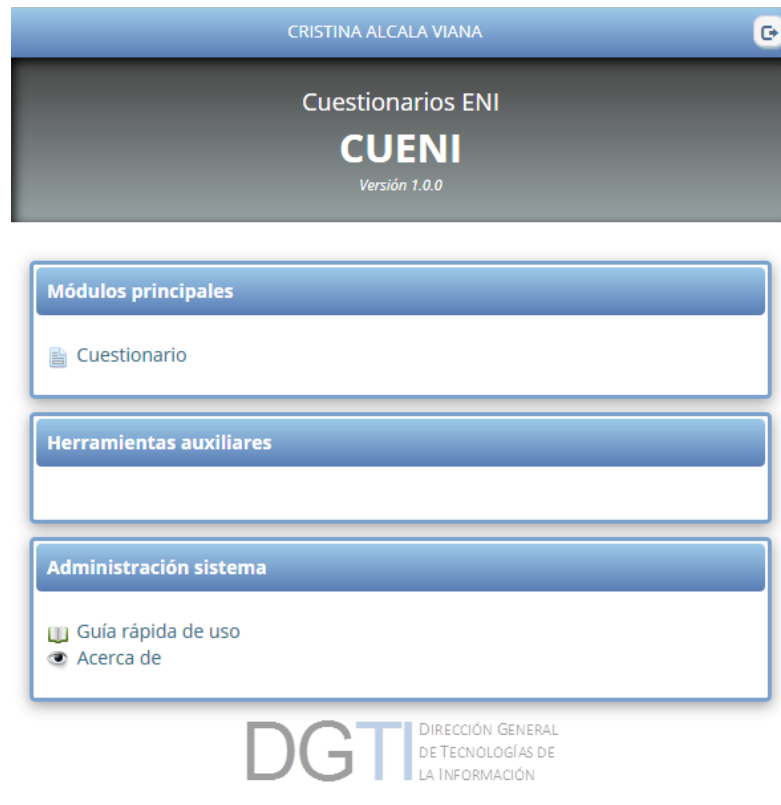 CRISTINA ALCALA VIANA
Cuestionarios ENI
CUENI
Versión 1.0.0
Módulos principales
Cuestionario
Herramientas auxiliares
Administración sistema
Guía rápida de uso
Acerca de
DGTI
DIRECCIÓN GENERAL
DE TECNOLOGÍAS DE
LA INFORMACIÓN